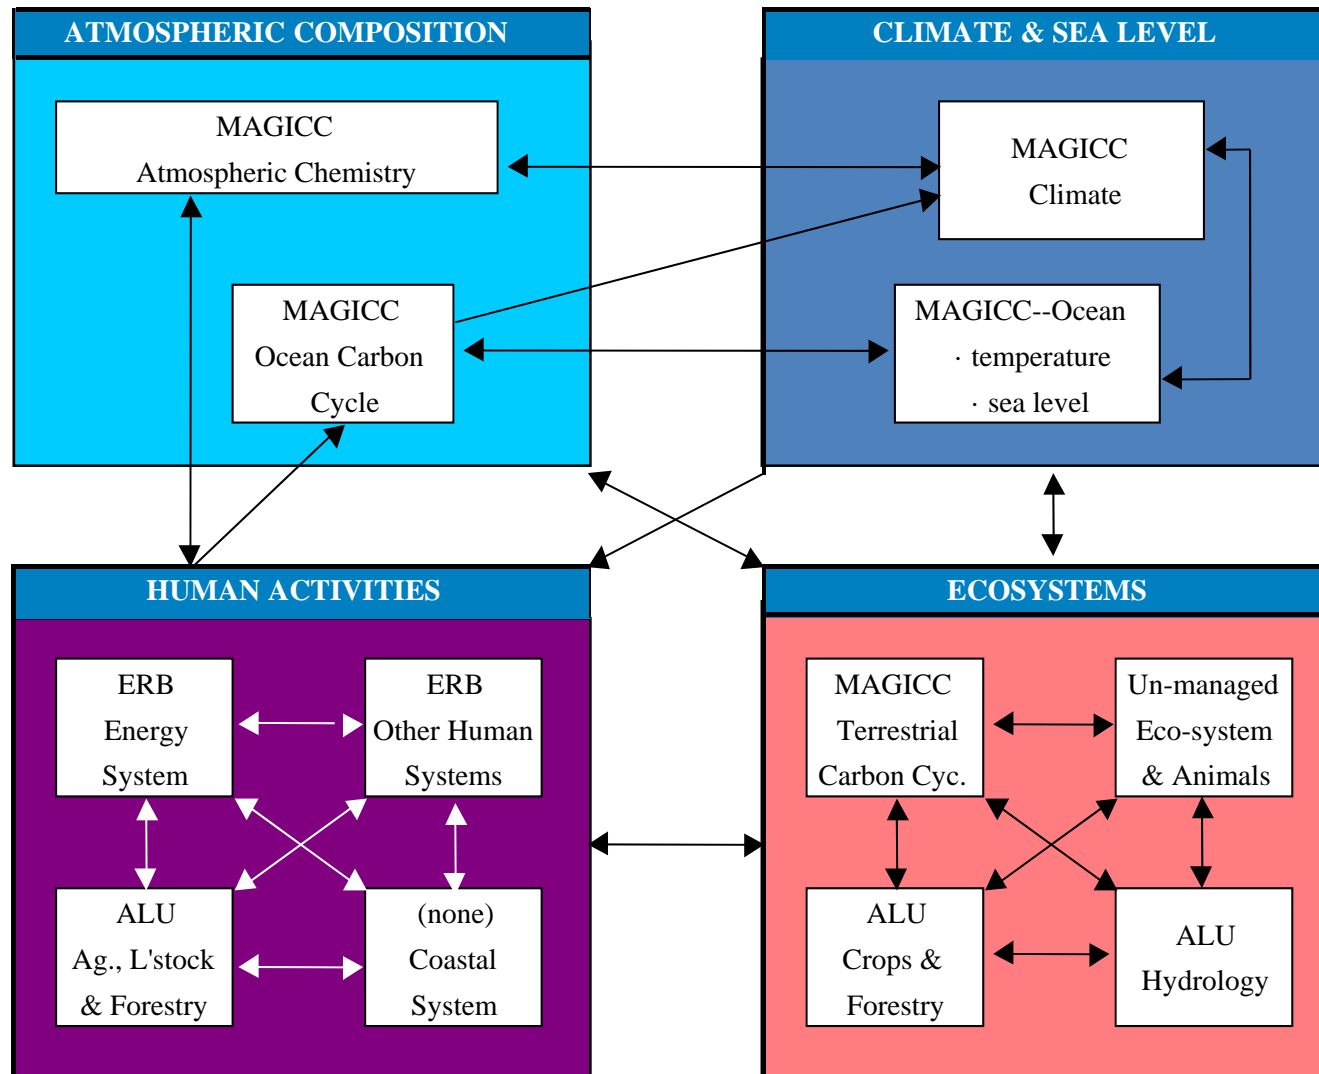 ATMOSPHERIC COMPOSITION
MAGICC
Atmospheric Chemistry
MAGICC
Ocean Carbon
Cycle
CLIMATE & SEA LEVEL
MAGICC
Climate
MAGICC--Ocean
· temperature
· sea level
HUMAN ACTIVITIES
ERB
Energy
System
ERB
Other Human
Systems
ALU
Ag., L'stock
& Forestry
(none)
Coastal
System
ECOSYSTEMS
MAGICC
Terrestrial
Carbon Cyc.
Un-managed
Eco-system
& Animals
ALU
Crops &
Forestry
ALU
Hydrology